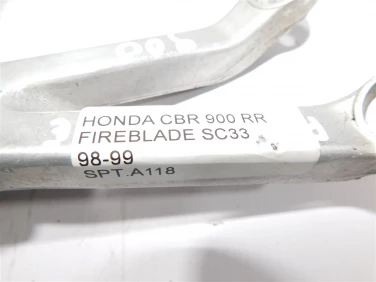 HONDA CBR 900 RR
FIREBLADE SC33
98-99
SPT.A118